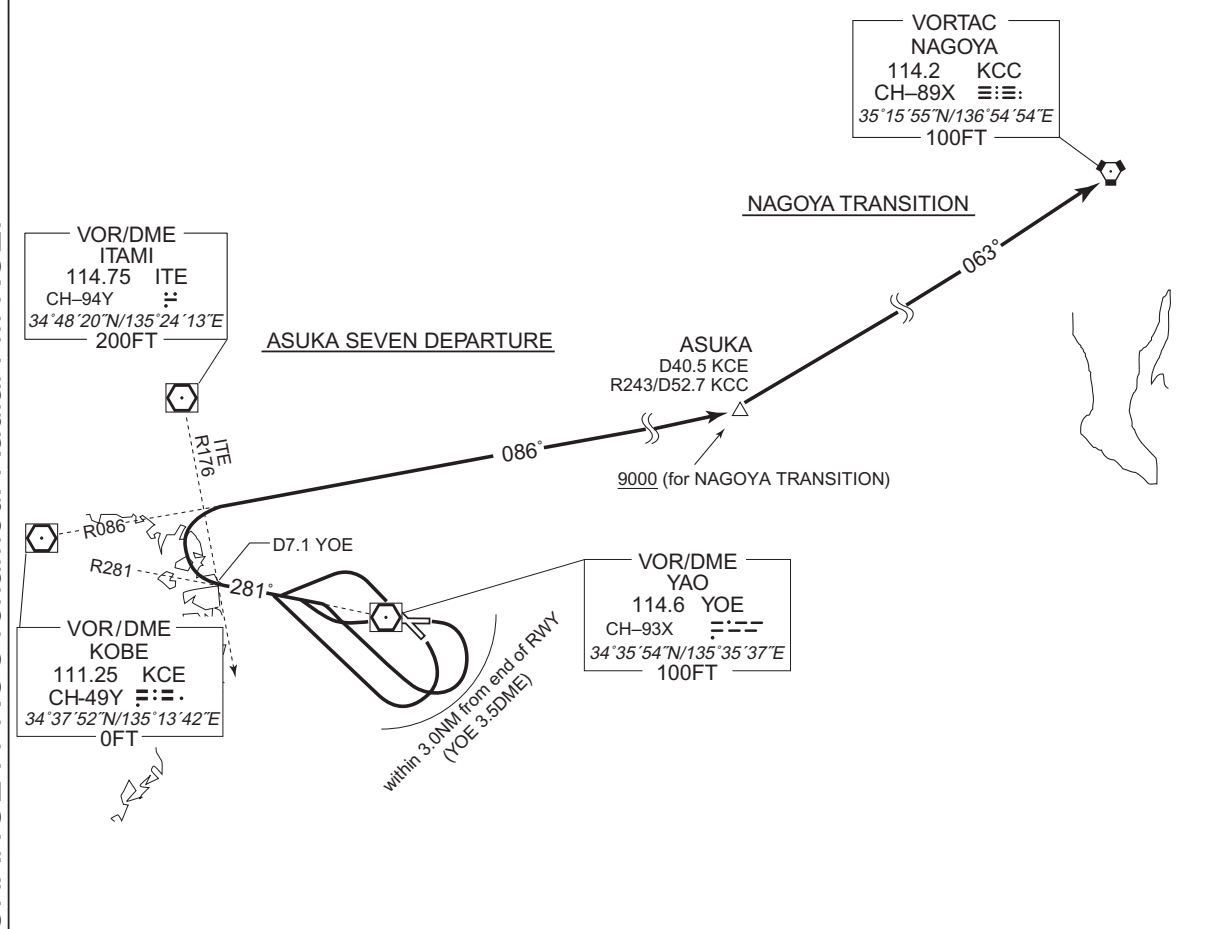 VORTAC
NAGOYA
114.2 KCC
CH–89X
35°15´55˝N/136°54´54˝E
100FT
NAGOYA TRANSITION
063°
VOR/DME
ITAMI
114.75 ITE
CH–94Y
34°48´20˝N/135°24´13˝E
200FT
ASUKA SEVEN DEPARTURE
ASUKA
D40.5 KCE
R243/D52.7 KCC
ITE
R176
086°
9000 (for NAGOYA TRANSITION)
R086
D7.1 YOE
R281
281°
VOR/DME
YAO
114.6 YOE
CH–93X
34°35´54˝N/135°35´37˝E
100FT
VOR/DME
KOBE
111.25 KCE
CH-49Y
34°37´52˝N/135°13´42˝E
0FT
within 3.0NM from end of RWY
(YOE 3.5DME)